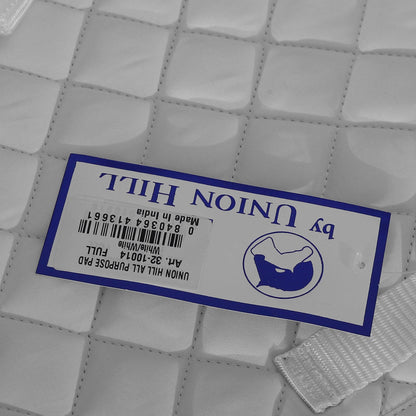 by UNION HILL
UNION HILL ALL PURPOSE PAD
Art. 32-10014 FULL
W White/White
0 840364 413661
Made In India